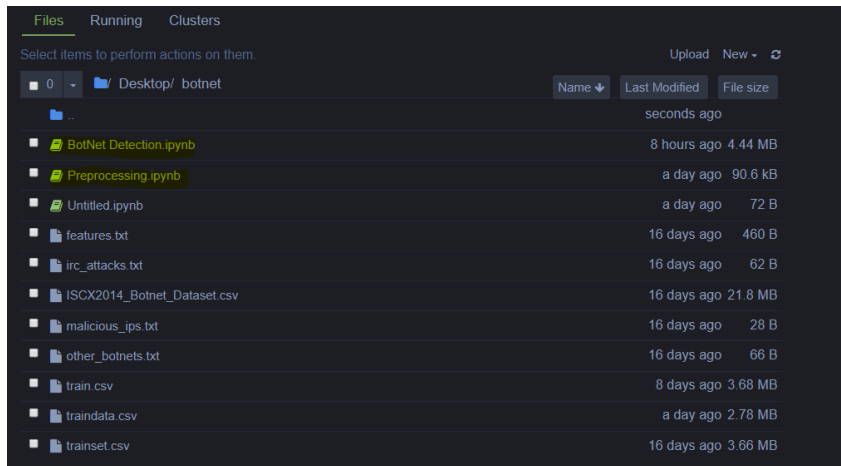 Files Running Clusters
Select items to perform actions on them. Upload New
0 / Desktop/ botnet Name Last Modified File size
.. seconds ago
BotNet Detection.ipynb 8 hours ago 4.44 MB
Preprocessing.ipynb a day ago 90.6 kB
Untitled.ipynb a day ago 72 B
features.txt 16 days ago 460 B
irc_attacks.txt 16 days ago 62 B
ISCX2014_Botnet_Dataset.csv 16 days ago 21.8 MB
malicious_ips.txt 16 days ago 28 B
other_botnets.txt 16 days ago 66 B
train.csv 8 days ago 3.68 MB
traindata.csv a day ago 2.78 MB
trainset.csv 16 days ago 3.66 MB